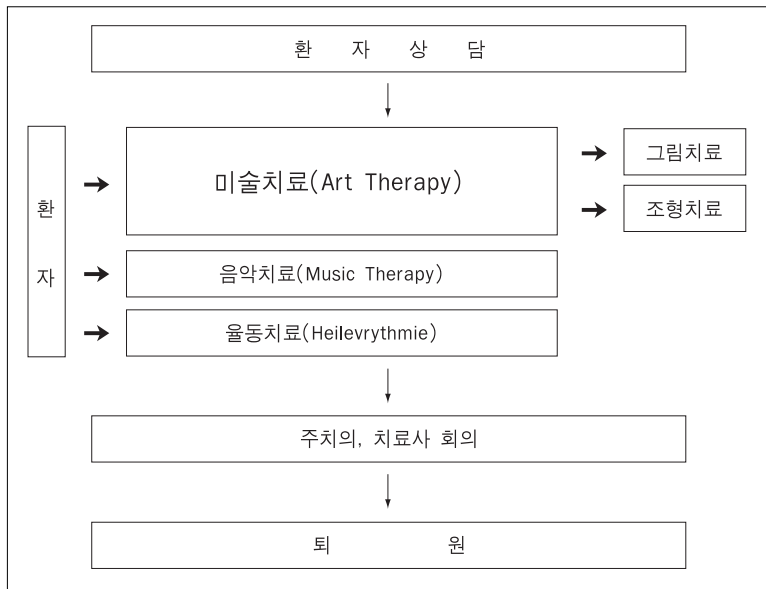 환 자 상 담
환
자
미술치료(Art Therapy)
그림치료
조형치료
음악치료(Music Therapy)
율동치료(Heilevrythmie)
주치의, 치료사 회의
퇴 원